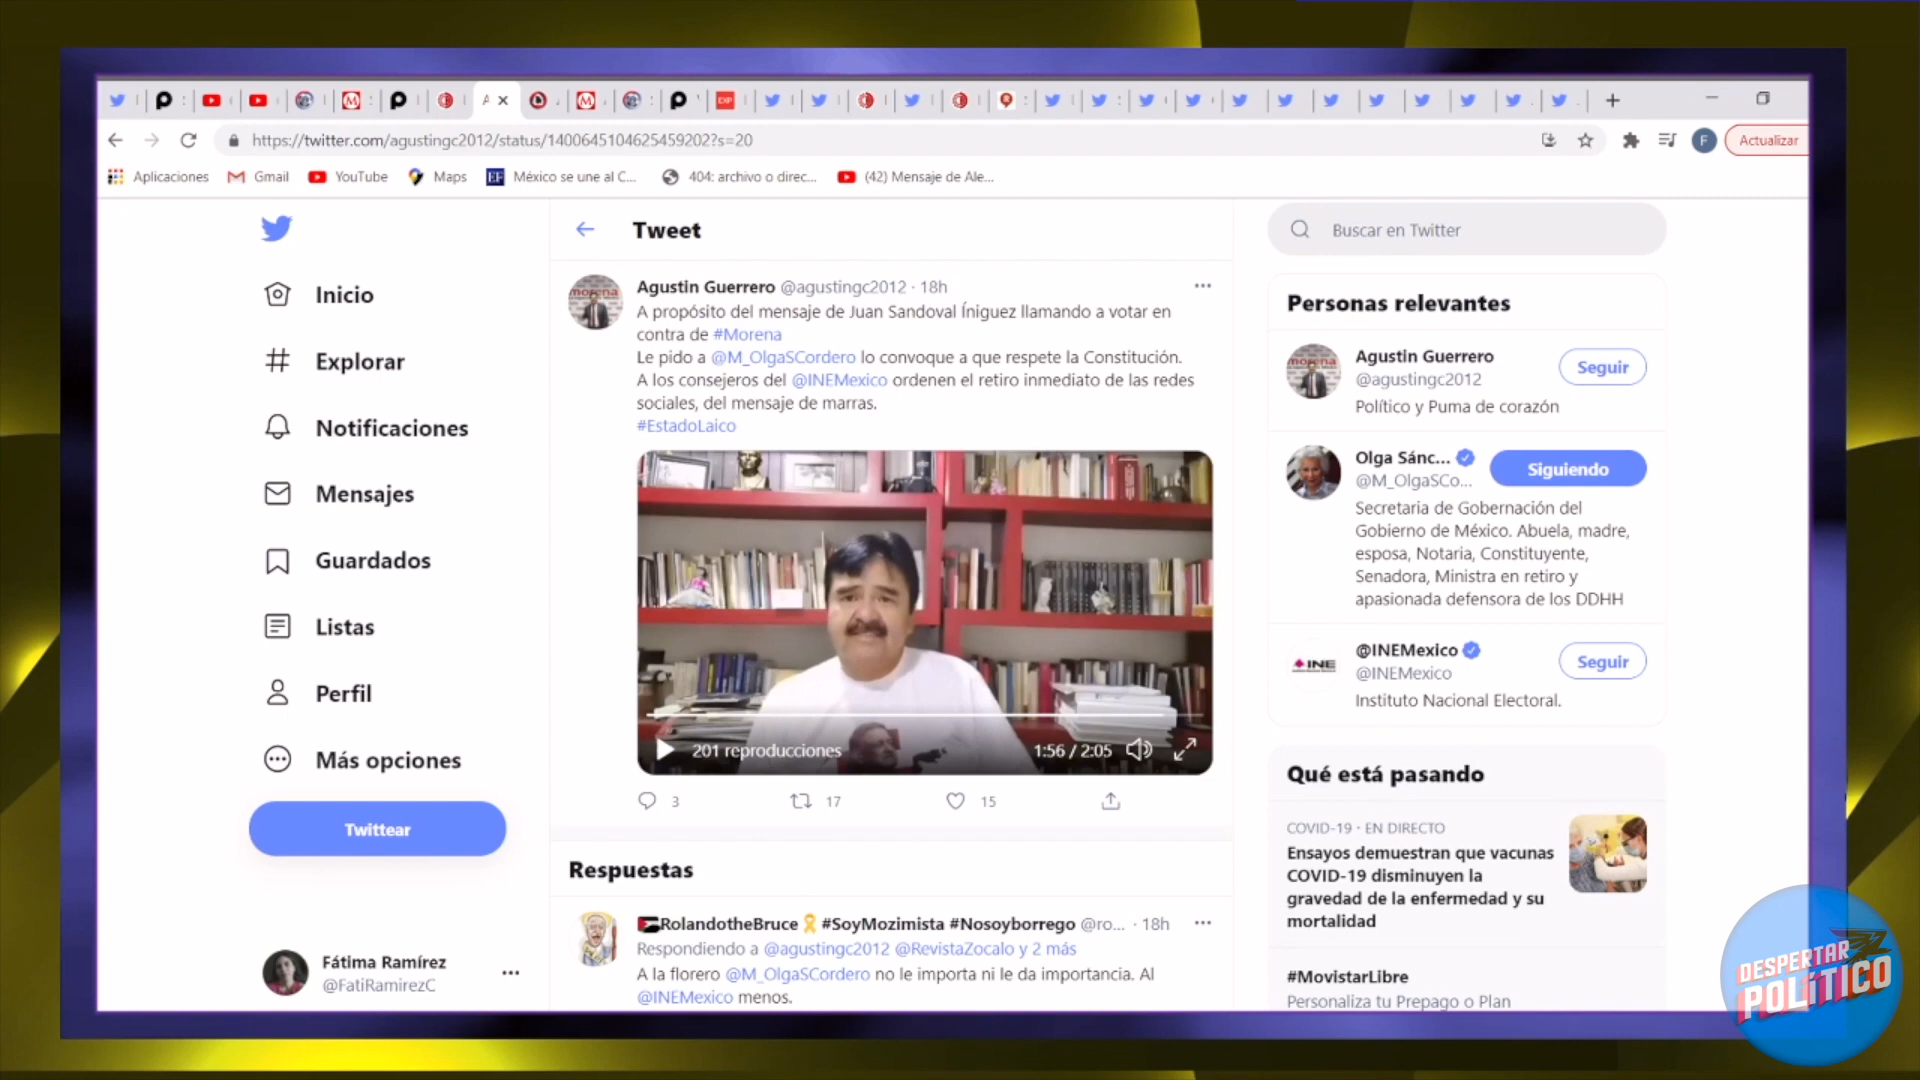 https://twitter.com/agustingc2012/status/1400645104625459202?s=20
Actualizar
Aplicaciones
Gmail
YouTube
Maps
México se une al C...
404: archivo o direc...
(42) Mensaje de Ale...
Inicio
Explorar
Notificaciones
Mensajes
Guardados
Listas
Perfil
Más opciones
Twittear
Fátima Ramírez
@FatiRamirezC
Tweet
Agustin Guerrero @agustingc2012 · 18h
A propósito del mensaje de Juan Sandoval Íñiguez llamando a votar en
contra de #Morena
Le pido a @M_OlgaSCordero lo convoque a que respete la Constitución.
A los consejeros del @INEMexico ordenen el retiro inmediato de las redes
sociales, del mensaje de marras.
#EstadoLaico
201 reproducciones
1:56 / 2:05
3
17
15
Respuestas
RolandotheBruce #SoyMozimista #Nosoyborrego @ro... · 18h
Respondiendo a @agustingc2012 @RevistaZocalo y 2 más
A la florero @M_OlgaSCordero no le importa ni le da importancia. Al
@INEMexico menos.
Buscar en Twitter
Personas relevantes
Agustin Guerrero
@agustingc2012
Seguir
Político y Puma de corazón
Olga Sánc...
@M_OlgaSCo...
Siguiendo
Secretaria de Gobernación del
Gobierno de México. Abuela, madre,
esposa, Notaria, Constituyente,
Senadora, Ministra en retiro y
apasionada defensora de los DDHH
@INEMexico
@INEMexico
Seguir
INE
Instituto Nacional Electoral.
Qué está pasando
COVID-19 · EN DIRECTO
Ensayos demuestran que vacunas
COVID-19 disminuyen la
gravedad de la enfermedad y su
mortalidad
#MovistarLibre
Personaliza tu Prepago o Plan
DESPERTAR
POLÍTICO